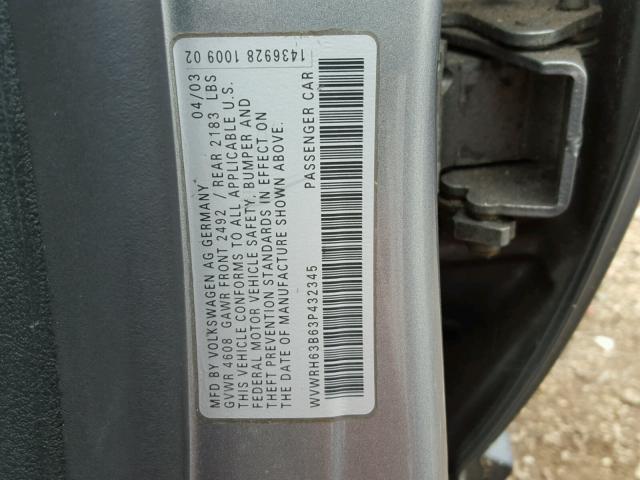 MFD BY VOLKSWAGEN AG GERMANY 04/03
GVWR 4608 GAWR FRONT 2492 / REAR 2183 LBS
THIS VEHICLE CONFORMS TO ALL APPLICABLE U.S.
FEDERAL MOTOR VEHICLE SAFETY, BUMPER AND
THEFT PREVENTION STANDARDS IN EFFECT ON
THE DATE OF MANUFACTURE SHOWN ABOVE.
WVWRH63B63P432345 PASSENGER CAR
1436928 1009 02